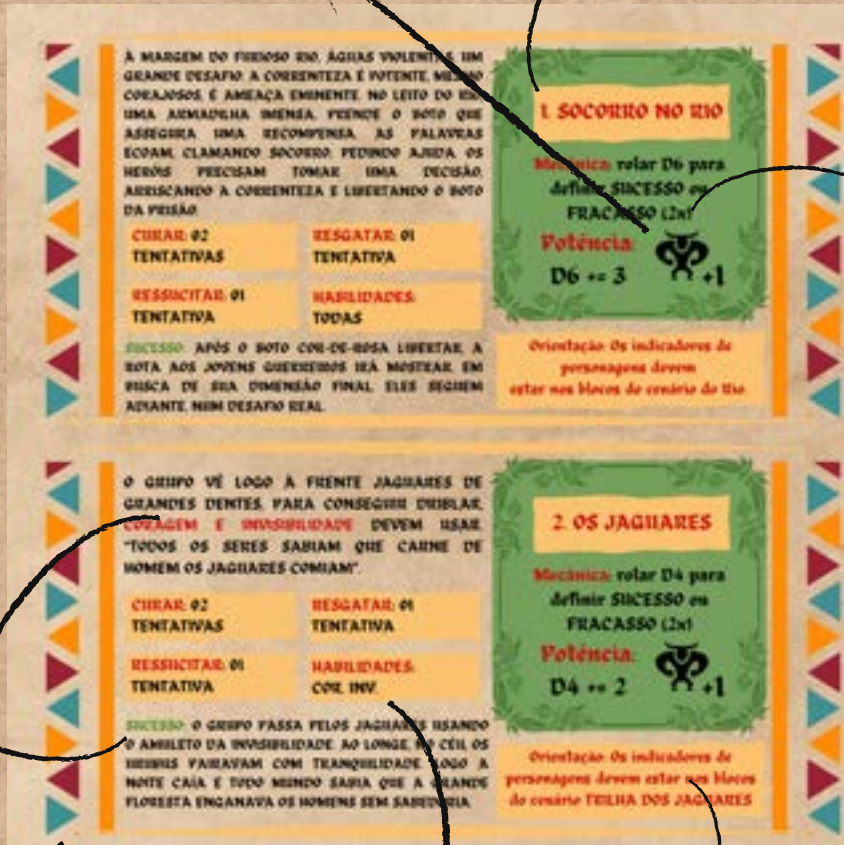 À MARGEM DO FURIOSO RIO, ÁGUAS VIOLENTAS, UM
GRANDE DESAFIO: A CORRENTEZA É POTENTE, MESMO
CORAJOSOS, É AMEAÇA EMINENTE. NO LEITO DO RIO,
UMA ARMADILHA IMENSA, PRENDE O BOTO QUE
ASSEGURA UMA RECOMPENSA. AS PALAVRAS
ECOAM, CLAMANDO SOCORRO, PEDINDO AJUDA. OS
HERÓIS PRECISAM TOMAR UMA DECISÃO,
ARRISCANDO A CORRENTEZA E LIBERTANDO O BOTO
DA PRISÃO.
CURAR: 02
TENTATIVAS
RESGATAR: 01
TENTATIVA
RESSUCITAR: 01
TENTATIVA
HABILIDADES:
TODAS
SUCESSO: APÓS O BOTO COR-DE-ROSA LIBERTAR, A
ROTA AOS JOVENS GUERREIROS IRÁ MOSTRAR. EM
BUSCA DE SUA DIMENSÃO FINAL, ELES SEGUEM
ADIANTE, NUM DESAFIO REAL.
1. SOCORRO NO RIO
Mecânica: rolar D6 para
definir SUCESSO ou
FRACASSO (2x)
Potência:
D6 += 3
+1
Orientação: Os indicadores de
personagens devem
estar nos blocos do cenário do Rio
O GRUPO VÊ LOGO À FRENTE JAGUARES DE
GRANDES DENTES, PARA CONSEGUIR DRIBLAR,
CORAGEM E INVISIBILIDADE DEVEM USAR.
"TODOS OS SERES SABIAM QUE CARNE DE
HOMEM OS JAGUARES COMIAM".
CURAR: 02
TENTATIVAS
RESGATAR: 01
TENTATIVA
RESSUCITAR: 01
TENTATIVA
HABILIDADES:
COR. INV.
SUCESSO: O GRUPO PASSA PELOS JAGUARES USANDO
O AMULETO DA INVISIBILIDADE. AO LONGE, NO CÉU, OS
URUBUS PAIRAVAM COM TRANQUILIDADE. LOGO A
NOITE CAÍA E TODO MUNDO SABIA QUE A GRANDE
FLORESTA ENGANAVA OS HOMENS SEM SABEDORIA.
2. OS JAGUARES
Mecânica: rolar D4 para
definir SUCESSO ou
FRACASSO (2x)
Potência:
D4 += 2
+1
Orientação: Os indicadores de
personagens devem estar nos blocos
do cenário TRILHA DOS JAGUARES